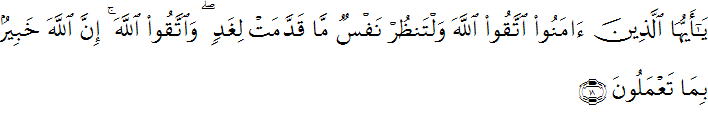 يَٰٓأَيُّهَا ٱلَّذِينَ ءَامَنُوا۟ ٱتَّقُوا۟ ٱللَّهَ وَلْتَنظُرْ نَفْسٌ مَّا قَدَّمَتْ لِغَدٍ ۖ وَٱتَّقُوا۟ ٱللَّهَ ۚ إِنَّ ٱللَّهَ خَبِيرٌۢ
بِمَا تَعْمَلُونَ ١٨